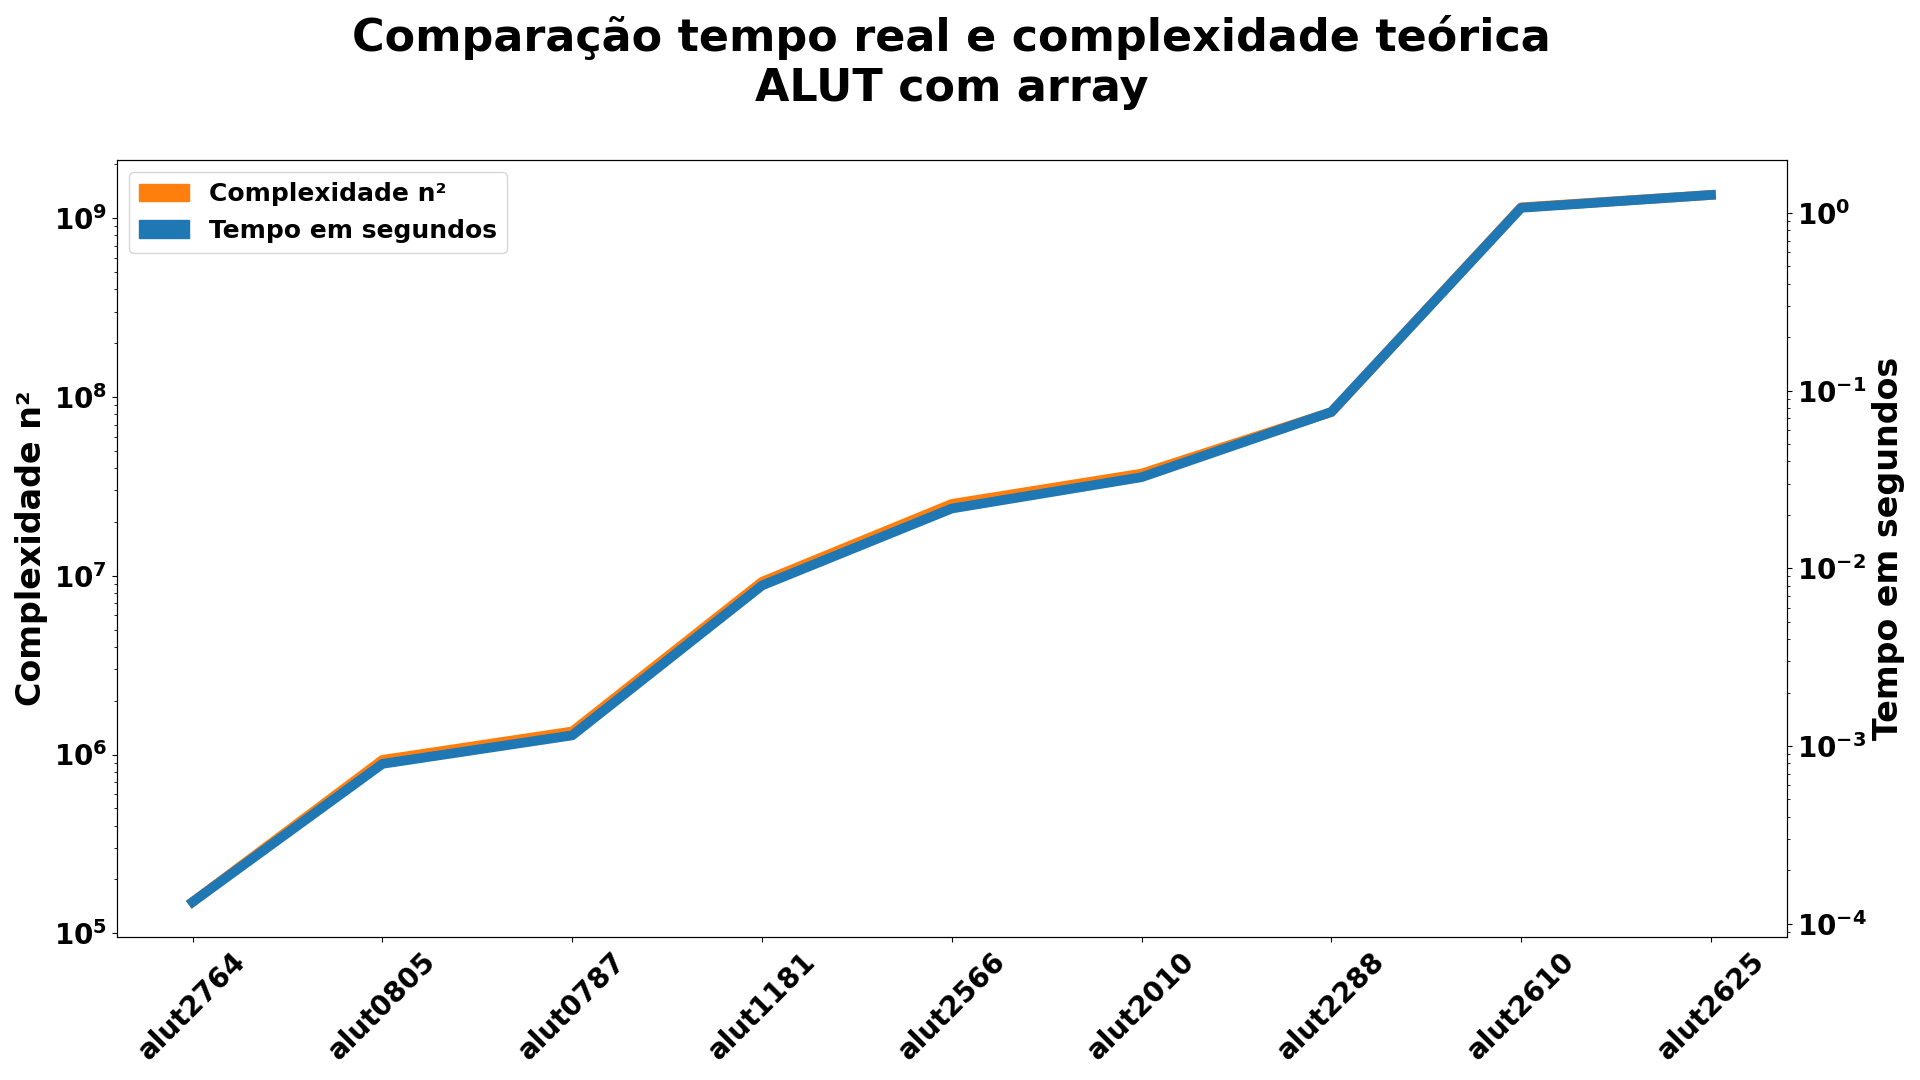 Comparação tempo real e complexidade teórica
ALUT com array
Complexidade n²
Tempo em segundos
Complexidade n²
10⁹
10⁸
10⁷
10⁶
10⁵
10⁰
10⁻¹
10⁻²
10⁻³
10⁻⁴
Tempo em segundos
alut2764
alut0805
alut0787
alut1181
alut2566
alut2010
alut2288
alut2610
alut2625